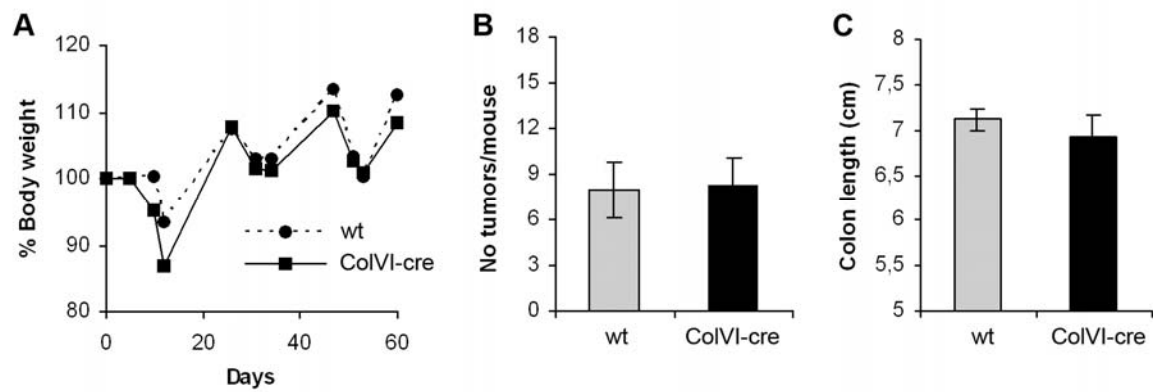 A
% Body weight
120
110
100
90
80
wt
ColVI-cre
0
20
40
60
Days
B
No tumors/mouse
18
15
12
9
6
3
0
wt
ColVI-cre
C
Colon length (cm)
8
7,5
7
6,5
6
5,5
5
wt
ColVI-cre